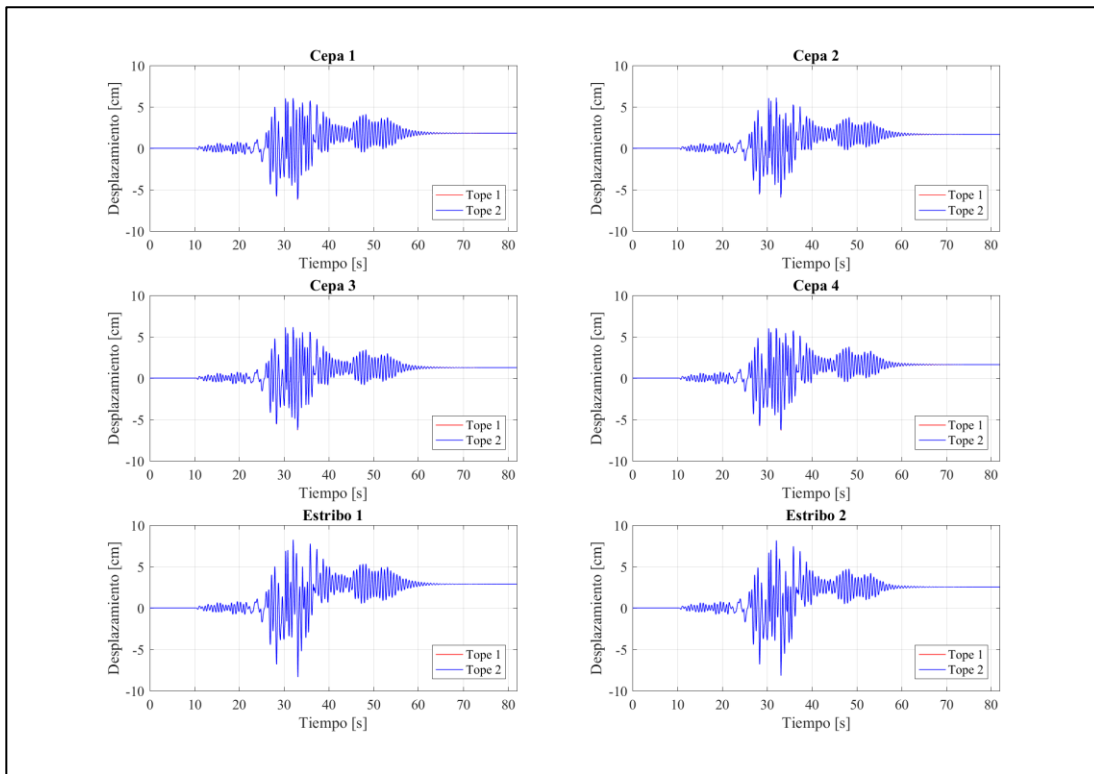 Cepa 1
10
5
0
-5
-10
Desplazamiento [cm]
0 10 20 30 40 50 60 70 80
Tiempo [s]
Tope 1
Tope 2
Cepa 2
10
5
0
-5
-10
Desplazamiento [cm]
0 10 20 30 40 50 60 70 80
Tiempo [s]
Tope 1
Tope 2
Cepa 3
10
5
0
-5
-10
Desplazamiento [cm]
0 10 20 30 40 50 60 70 80
Tiempo [s]
Tope 1
Tope 2
Cepa 4
10
5
0
-5
-10
Desplazamiento [cm]
0 10 20 30 40 50 60 70 80
Tiempo [s]
Tope 1
Tope 2
Estribo 1
10
5
0
-5
-10
Desplazamiento [cm]
0 10 20 30 40 50 60 70 80
Tiempo [s]
Tope 1
Tope 2
Estribo 2
10
5
0
-5
-10
Desplazamiento [cm]
0 10 20 30 40 50 60 70 80
Tiempo [s]
Tope 1
Tope 2